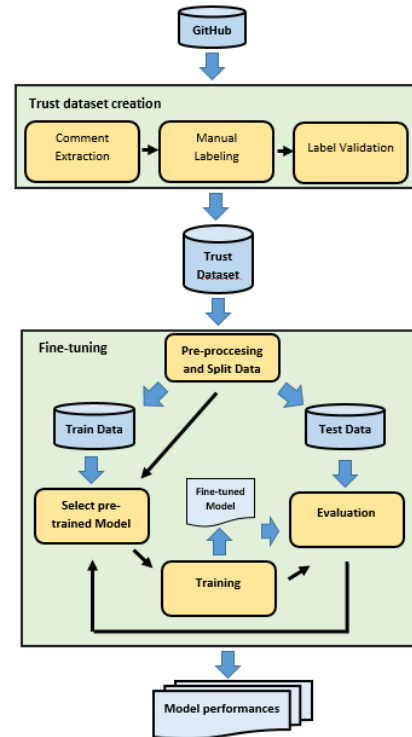 GitHub
Trust dataset creation
Comment
Extraction
Manual
Labeling
Label Validation
Trust
Dataset
Fine-tuning
Pre-proccesing
and Split Data
Train Data
Test Data
Select pre-
trained Model
Fine-tuned
Model
Evaluation
Training
Model performances